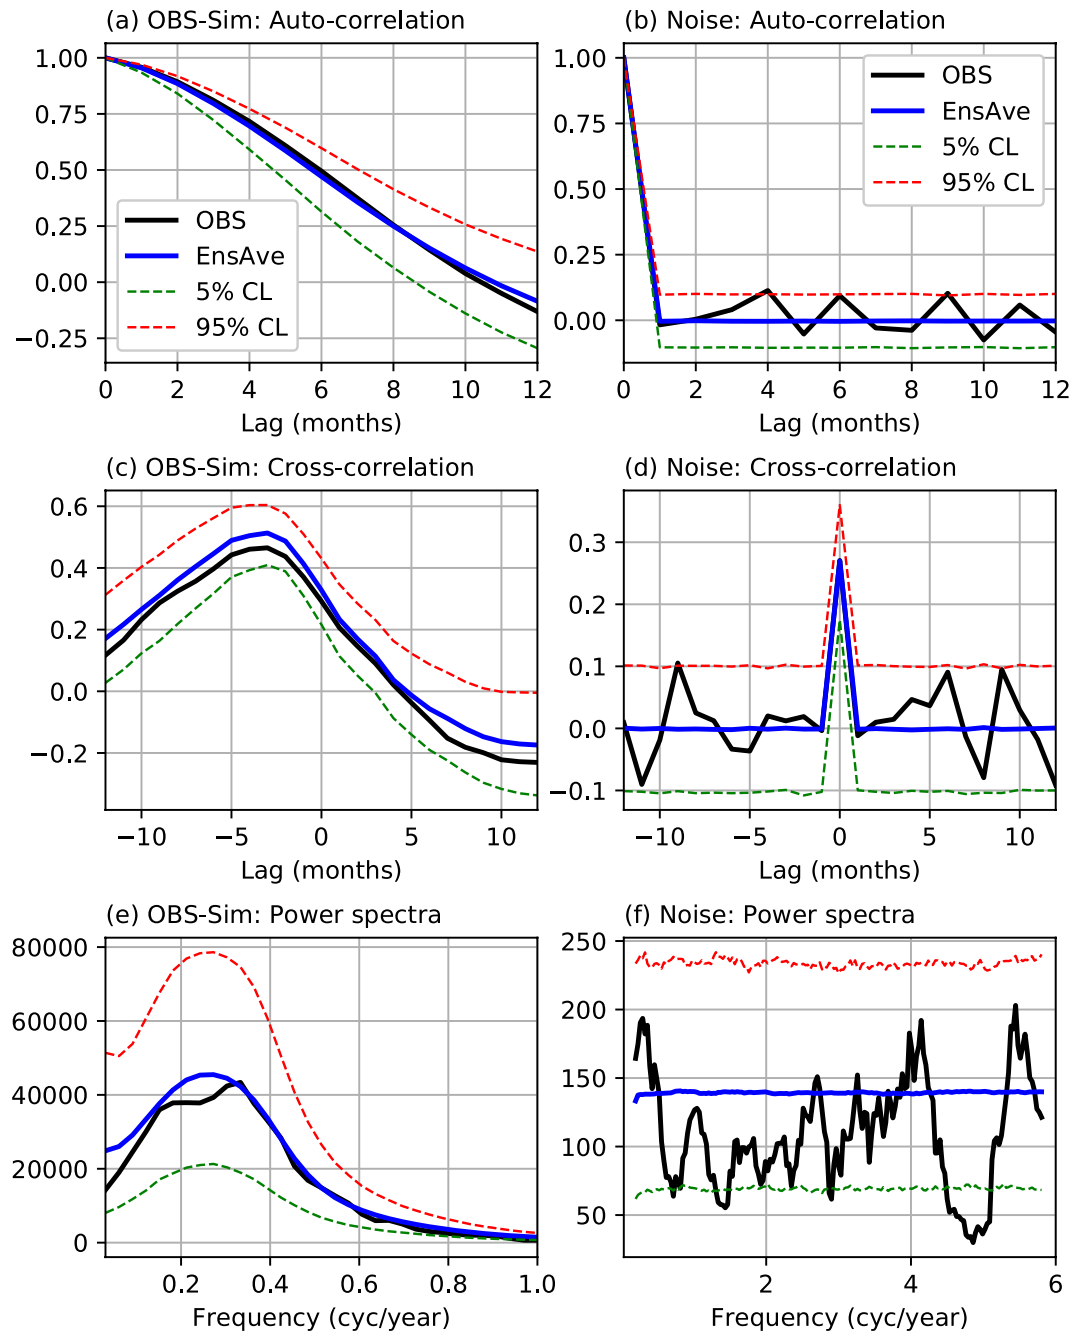 (a) OBS-Sim: Auto-correlation
1.00
0.75
0.50
0.25
0.00
−0.25
OBS
EnsAve
5% CL
95% CL
0 2 4 6 8 10 12
Lag (months)
(b) Noise: Auto-correlation
1.00
0.75
0.50
0.25
0.00
OBS
EnsAve
5% CL
95% CL
0 2 4 6 8 10 12
Lag (months)
(c) OBS-Sim: Cross-correlation
0.6
0.4
0.2
0.0
−0.2
−10 −5 0 5 10
Lag (months)
(d) Noise: Cross-correlation
0.3
0.2
0.1
0.0
−0.1
−10 −5 0 5 10
Lag (months)
(e) OBS-Sim: Power spectra
80000
60000
40000
20000
0
0.2 0.4 0.6 0.8 1.0
Frequency (cyc/year)
(f) Noise: Power spectra
250
200
150
100
50
2 4 6
Frequency (cyc/year)